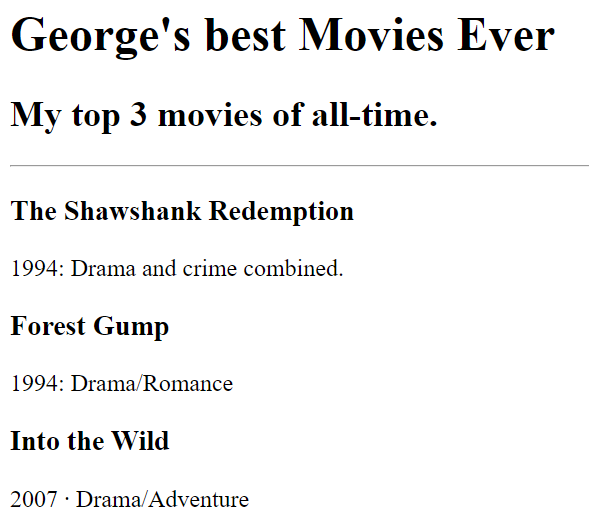 George's best Movies Ever
My top 3 movies of all-time.
The Shawshank Redemption
1994: Drama and crime combined.
Forest Gump
1994: Drama/Romance
Into the Wild
2007 · Drama/Adventure